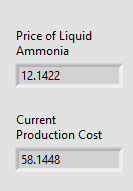 Price of Liquid
Ammonia
12.1422
Current
Production Cost
58.1448